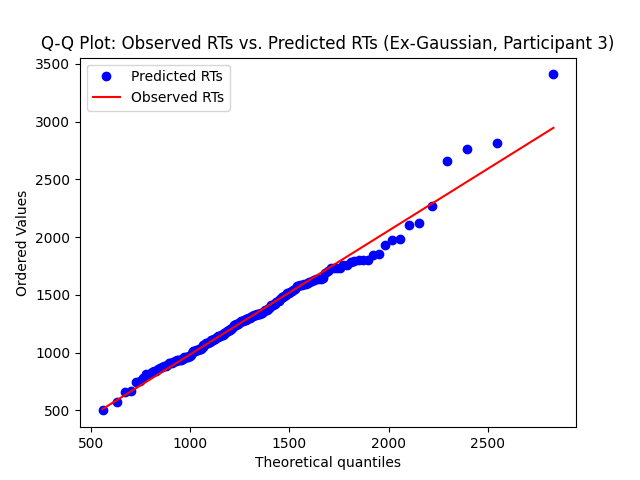 Q-Q Plot: Observed RTs vs. Predicted RTs (Ex-Gaussian, Participant 3)
Predicted RTs
Observed RTs
Ordered Values
3500
3000
2500
2000
1500
1000
500
500 1000 1500 2000 2500
Theoretical quantiles